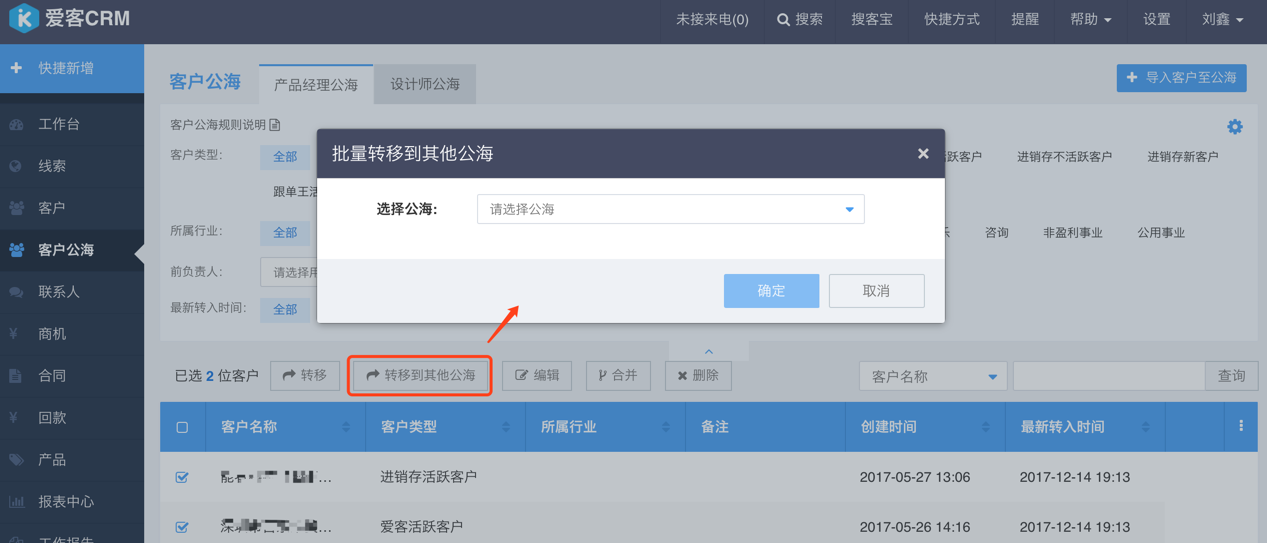 爱客CRM
未接来电(0) 搜索 搜客宝 快捷方式 提醒 帮助 设置 刘鑫
快捷新增
工作台
线索
客户
客户公海
联系人
商机
合同
回款
产品
报表中心
工作报告
客户公海 产品经理公海 设计师公海 导入客户至公海
客户公海规则说明
客户类型: 全部 跃客户 进销存不活跃客户 进销存新客户
跟单王活
所属行业: 全部 乐 咨询 非盈利事业 公用事业
前负责人: 请选择用
最新转入时间: 全部
批量转移到其他公海 ×
选择公海: 请选择公海
确定 取消
已选 2 位客户 转移 转移到其他公海 编辑 合并 删除 客户名称 查询
客户名称 客户类型 所属行业 备注 创建时间 最新转入时间
... 进销存活跃客户 2017-05-27 13:06 2017-12-14 19:13
... 爱客活跃客户 2017-05-26 14:16 2017-12-14 19:13